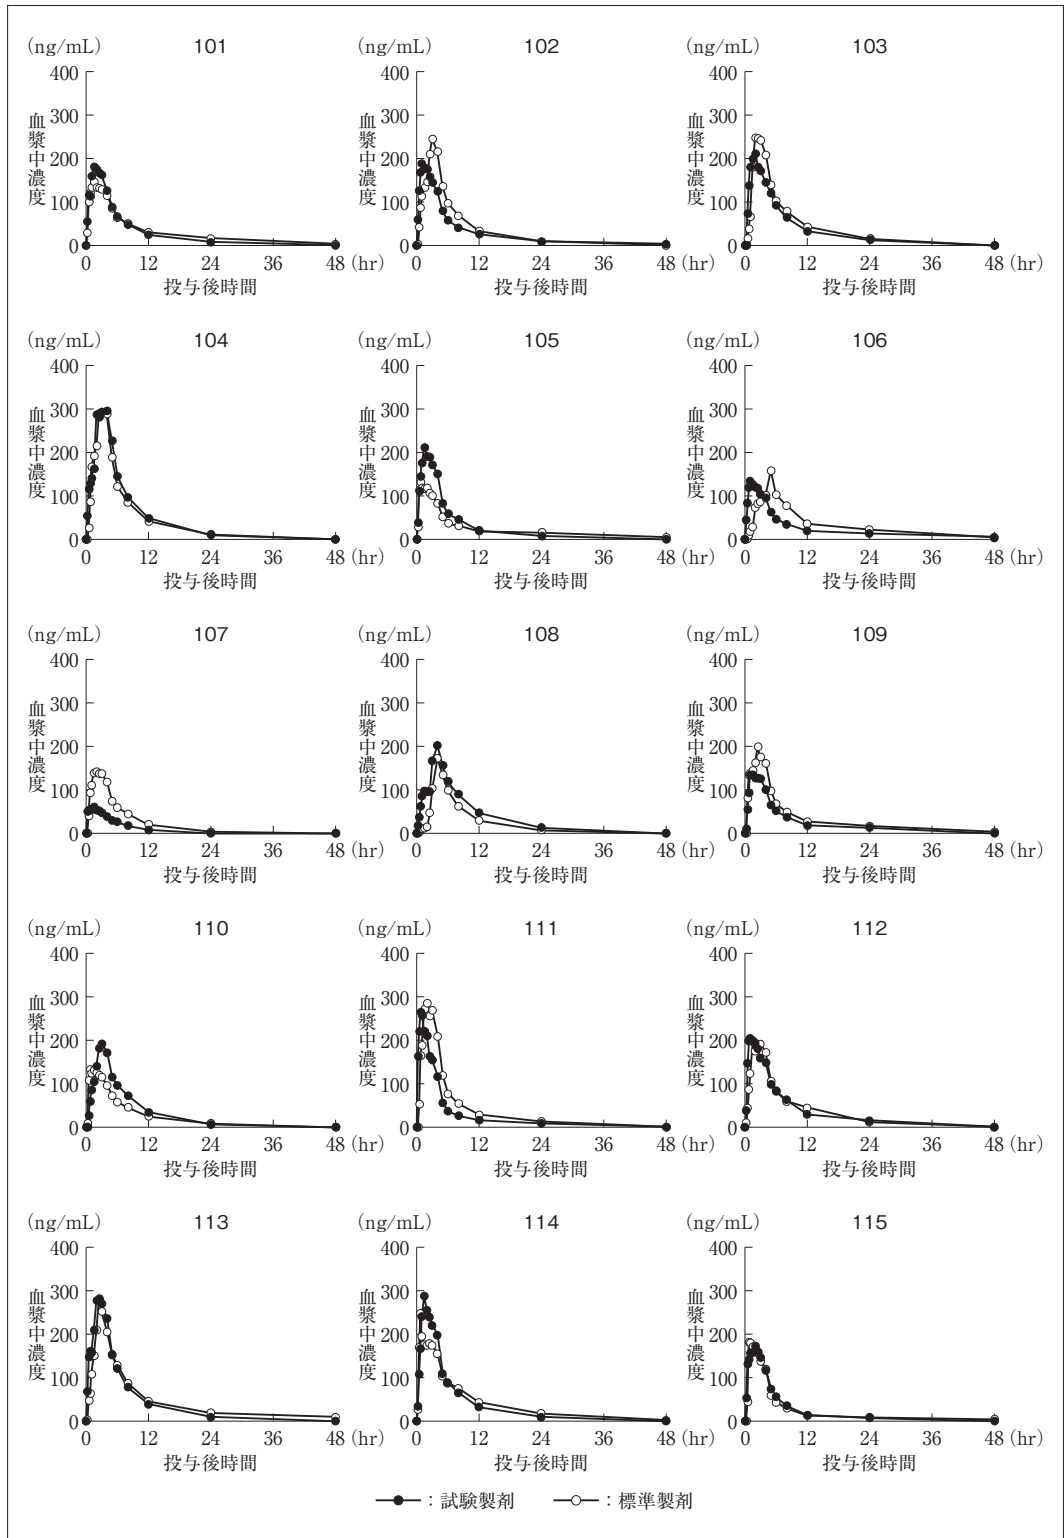 (ng/mL) 101
400
300
200
100
0
血漿中濃度
0 12 24 36 48 (hr)
投与後時間
(ng/mL) 102
400
300
200
100
0
血漿中濃度
0 12 24 36 48 (hr)
投与後時間
(ng/mL) 103
400
300
200
100
0
血漿中濃度
0 12 24 36 48 (hr)
投与後時間
(ng/mL) 104
400
300
200
100
0
血漿中濃度
0 12 24 36 48 (hr)
投与後時間
(ng/mL) 105
400
300
200
100
0
血漿中濃度
0 12 24 36 48 (hr)
投与後時間
(ng/mL) 106
400
300
200
100
0
血漿中濃度
0 12 24 36 48 (hr)
投与後時間
(ng/mL) 107
400
300
200
100
0
血漿中濃度
0 12 24 36 48 (hr)
投与後時間
(ng/mL) 108
400
300
200
100
0
血漿中濃度
0 12 24 36 48 (hr)
投与後時間
(ng/mL) 109
400
300
200
100
0
血漿中濃度
0 12 24 36 48 (hr)
投与後時間
(ng/mL) 110
400
300
200
100
0
血漿中濃度
0 12 24 36 48 (hr)
投与後時間
(ng/mL) 111
400
300
200
100
0
血漿中濃度
0 12 24 36 48 (hr)
投与後時間
(ng/mL) 112
400
300
200
100
0
血漿中濃度
0 12 24 36 48 (hr)
投与後時間
(ng/mL) 113
400
300
200
100
0
血漿中濃度
0 12 24 36 48 (hr)
投与後時間
(ng/mL) 114
400
300
200
100
0
血漿中濃度
0 12 24 36 48 (hr)
投与後時間
(ng/mL) 115
400
300
200
100
0
血漿中濃度
0 12 24 36 48 (hr)
投与後時間
：試験製剤 ：標準製剤